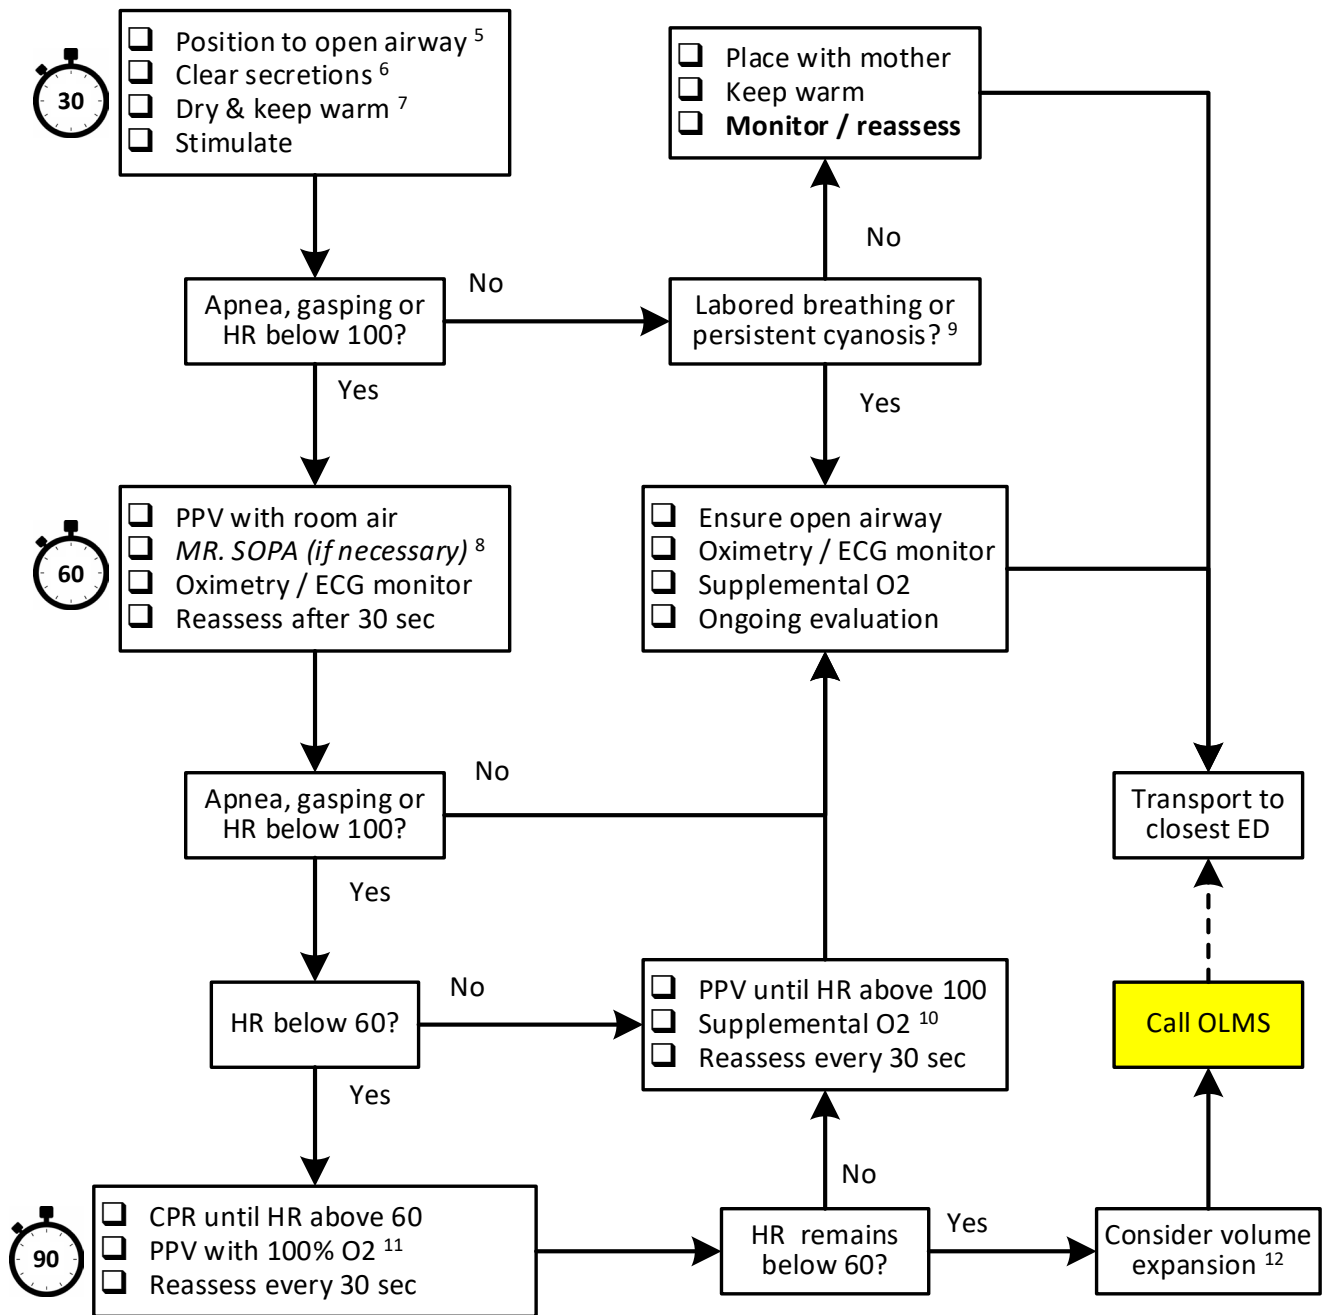 30
❑ Position to open airway 5
❑ Clear secretions 6
❑ Dry & keep warm 7
❑ Stimulate
❑ Place with mother
❑ Keep warm
❑ Monitor / reassess
No
Apnea, gasping or
HR below 100?
No
Labored breathing or
persistent cyanosis? 9
Yes
Yes
60
❑ PPV with room air
❑ MR. SOPA (if necessary) 8
❑ Oximetry / ECG monitor
❑ Reassess after 30 sec
❑ Ensure open airway
❑ Oximetry / ECG monitor
❑ Supplemental O2
❑ Ongoing evaluation
Apnea, gasping or
HR below 100?
No
Transport to
closest ED
Yes
HR below 60?
No
❑ PPV until HR above 100
❑ Supplemental O2 10
❑ Reassess every 30 sec
Call OLMS
Yes
90
❑ CPR until HR above 60
❑ PPV with 100% O2 11
❑ Reassess every 30 sec
No
HR remains
below 60?
Yes
Consider volume
expansion 12